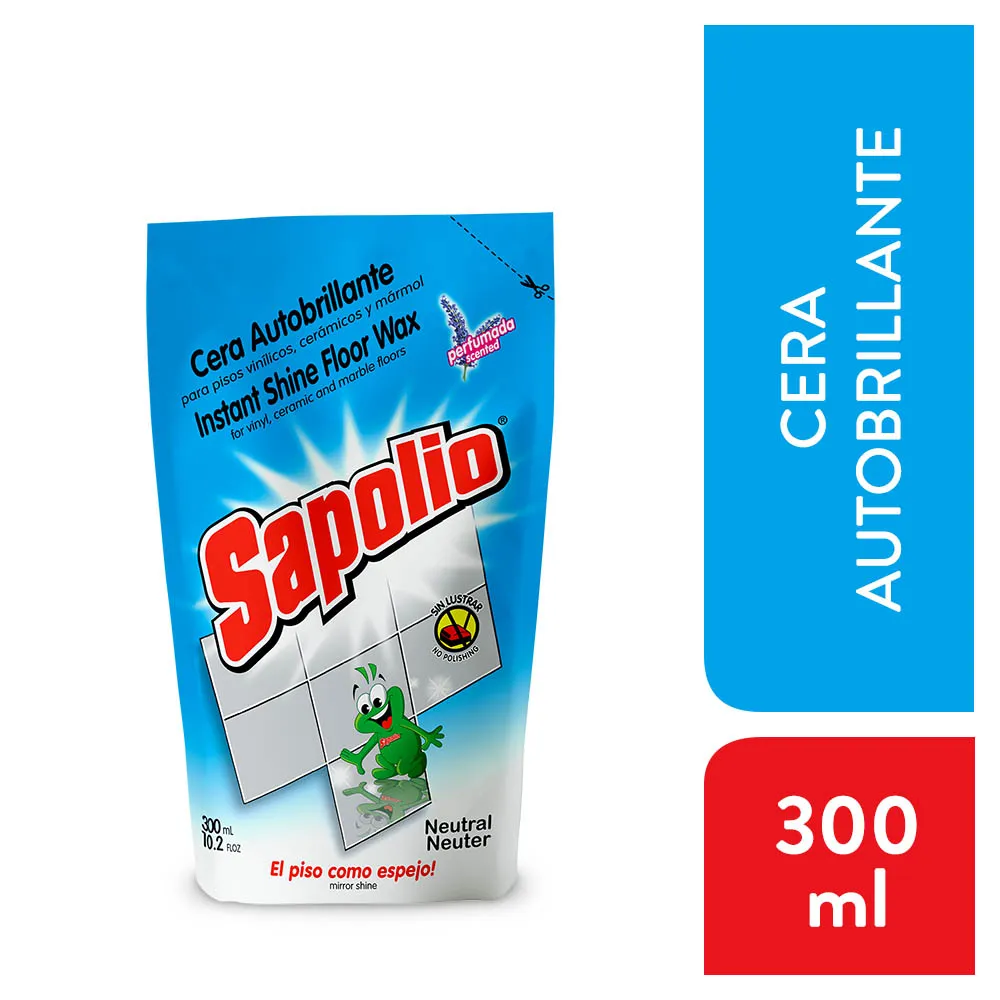 Cera Autobrillante
para pisos vinílicos, cerámicos y mármol
Instant Shine Floor Wax
for vinyl, ceramic and marble floors
perfumada
scented
Sapolio®
SIN LUSTRAR
NO POLISHING
Sapolio
300 mL
10.2 FLOZ
Neutral
Neuter
El piso como espejo!
mirror shine
CERA
AUTOBRILLANTE
300
ml